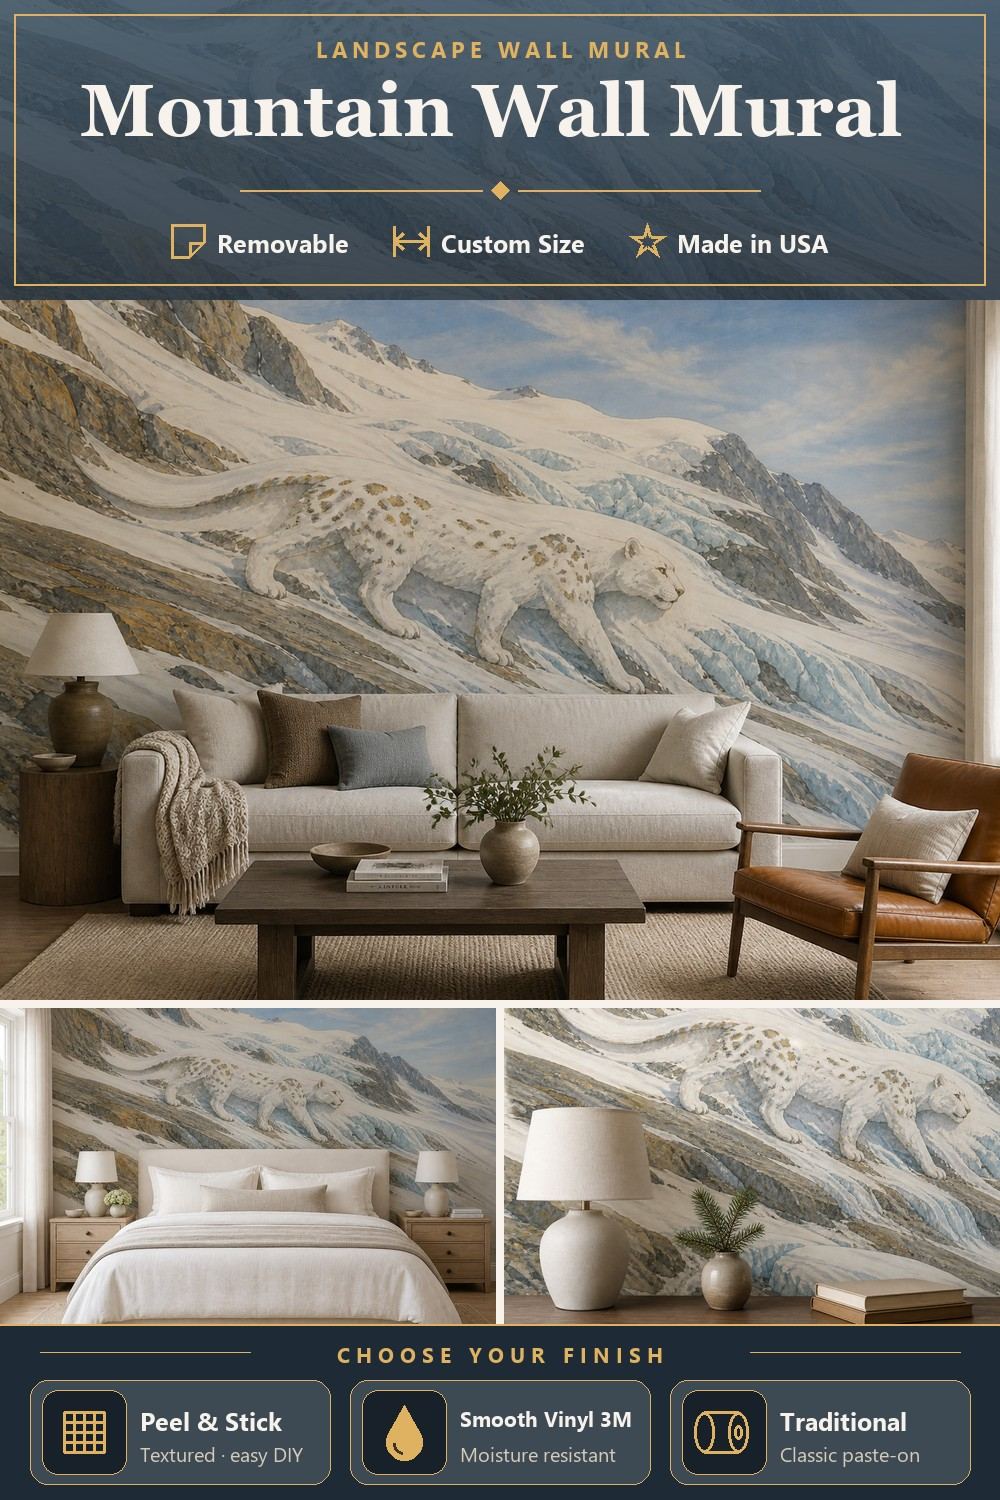 LANDSCAPE WALL MURAL
Mountain Wall Mural
Removable
Custom Size
Made in USA
CHOOSE YOUR FINISH
Peel & Stick
Textured · easy DIY
Smooth Vinyl 3M
Moisture resistant
Traditional
Classic paste-on